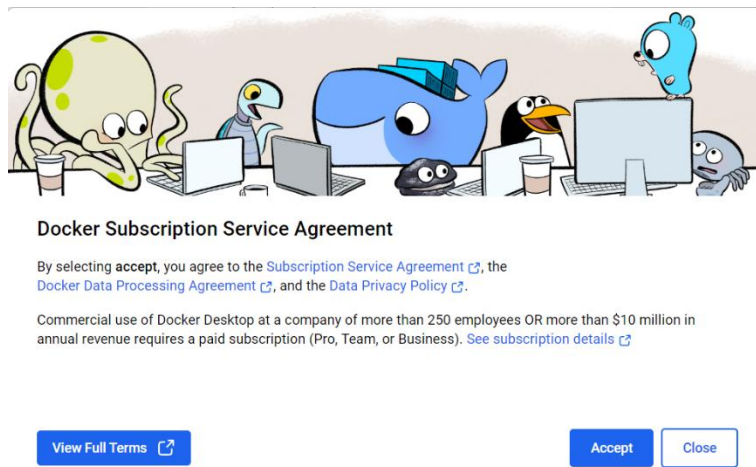 Docker Subscription Service Agreement
By selecting accept, you agree to the Subscription Service Agreement, the
Docker Data Processing Agreement, and the Data Privacy Policy.
Commercial use of Docker Desktop at a company of more than 250 employees OR more than $10 million in
annual revenue requires a paid subscription (Pro, Team, or Business). See subscription details
View Full Terms
Accept
Close